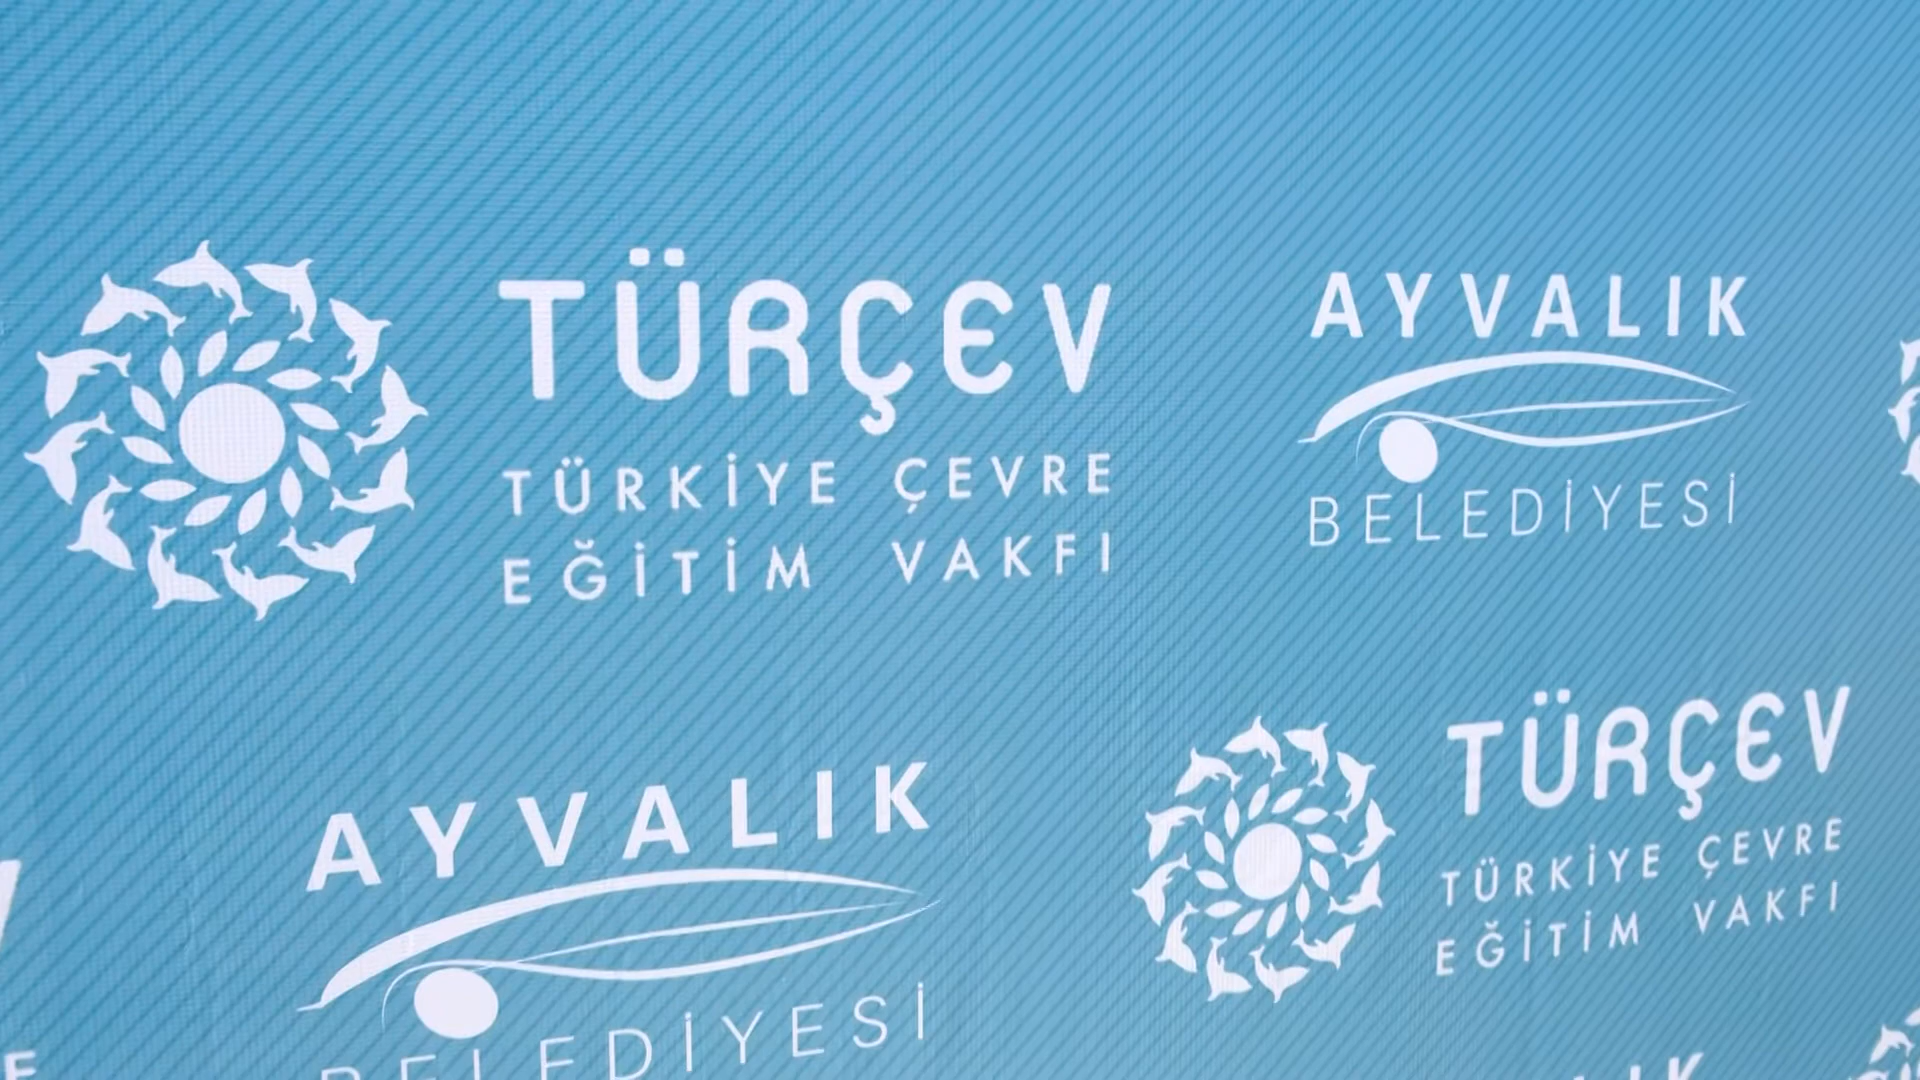 TÜRÇEV
TÜRKİYE ÇEVRE
EĞİTİM VAKFI
AYVALIK
BELEDİYESİ
AYVALIK
BELEDİYESİ
TÜRÇEV
TÜRKİYE ÇEVRE
EĞİTİM VAKFI